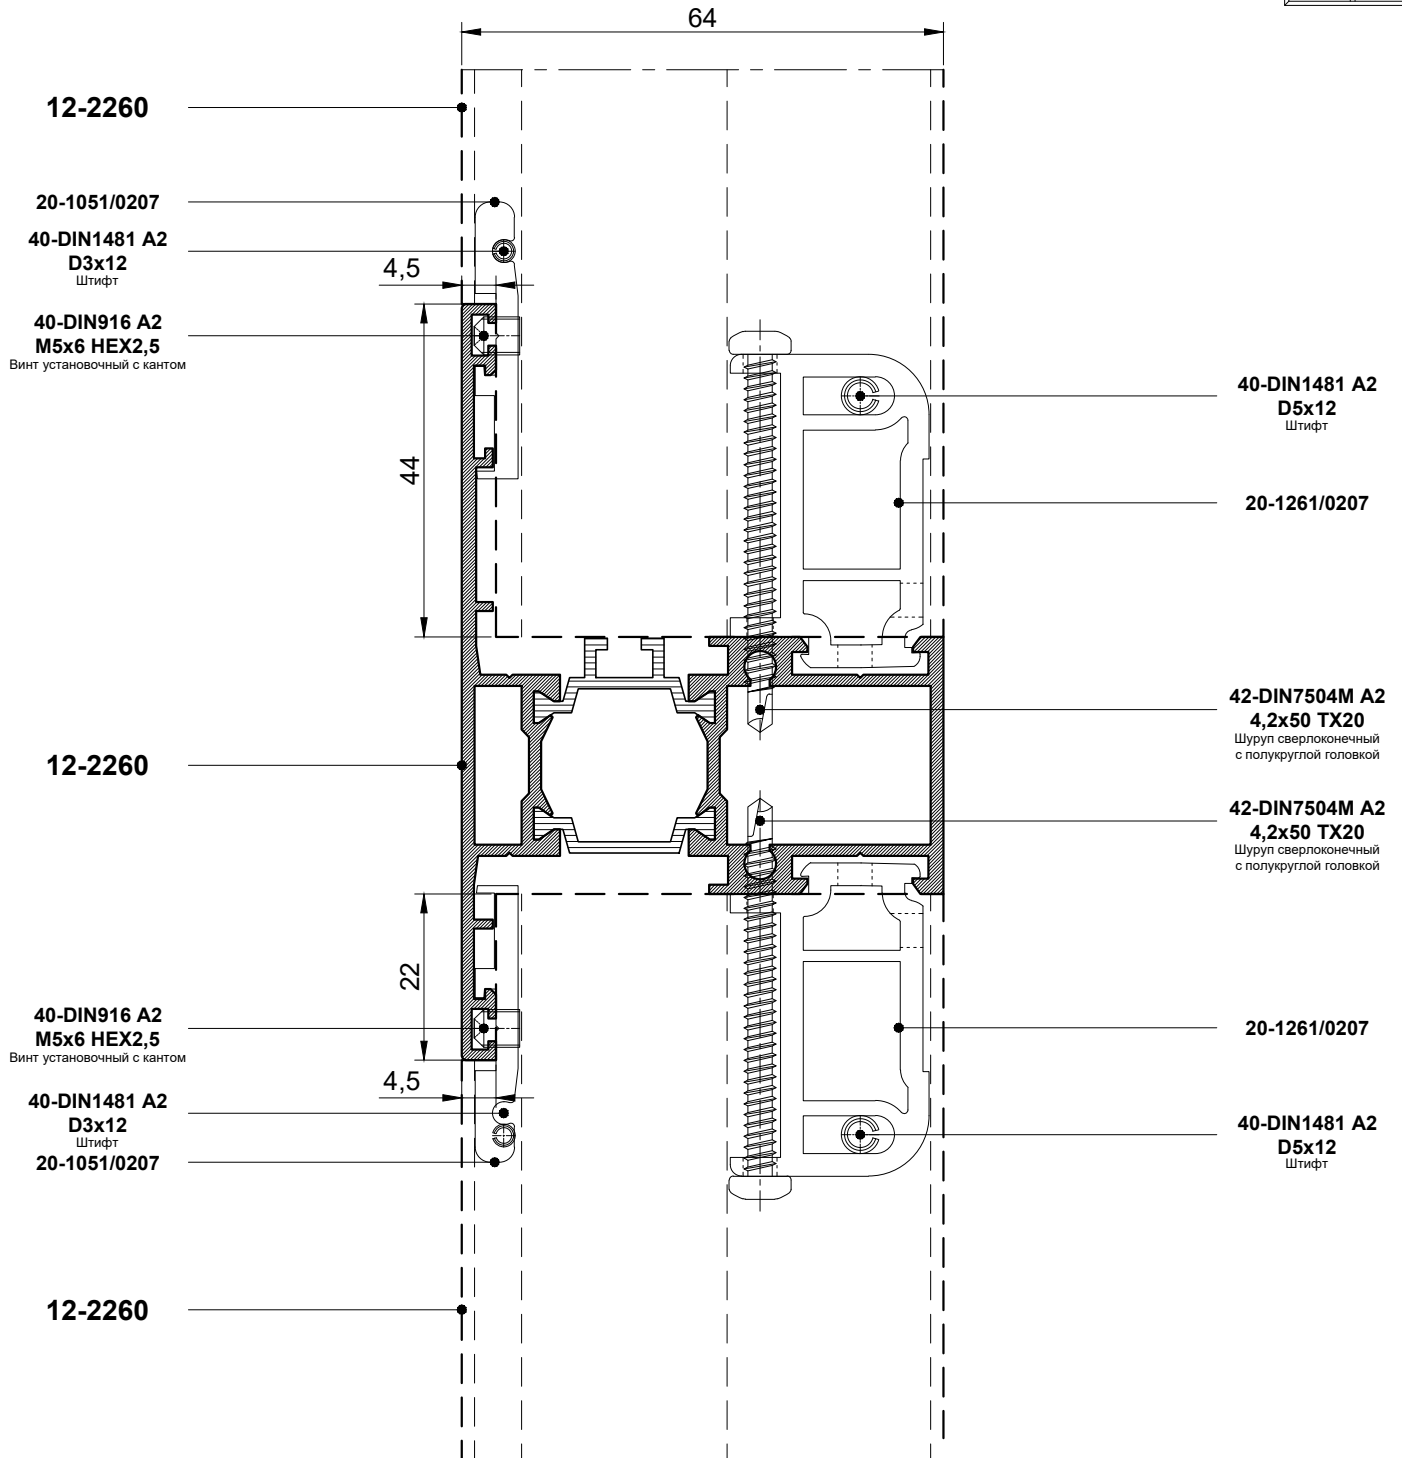 64
12-2260
20-1051/0207
40-DIN1481 A2
D3x12
Штифт
4,5
40-DIN916 A2
M5x6 HEX2,5
Винт установочный с кантом
44
40-DIN1481 A2
D5x12
Штифт
20-1261/0207
42-DIN7504M A2
4,2x50 TX20
Шуруп сверлоконечный
с полукруглой головкой
12-2260
42-DIN7504M A2
4,2x50 TX20
Шуруп сверлоконечный
с полукруглой головкой
22
40-DIN916 A2
M5x6 HEX2,5
Винт установочный с кантом
20-1261/0207
4,5
40-DIN1481 A2
D3x12
Штифт
20-1051/0207
40-DIN1481 A2
D5x12
Штифт
12-2260